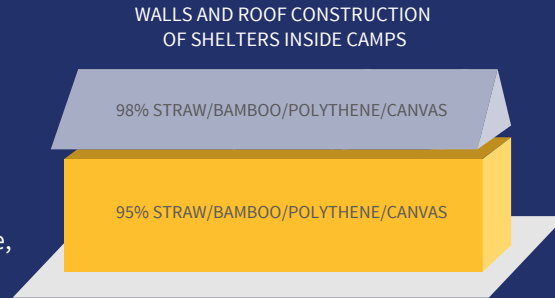 WALLS AND ROOF CONSTRUCTION
OF SHELTERS INSIDE CAMPS
98% STRAW/BAMBOO/POLYTHENE/CANVAS
95% STRAW/BAMBOO/POLYTHENE/CANVAS